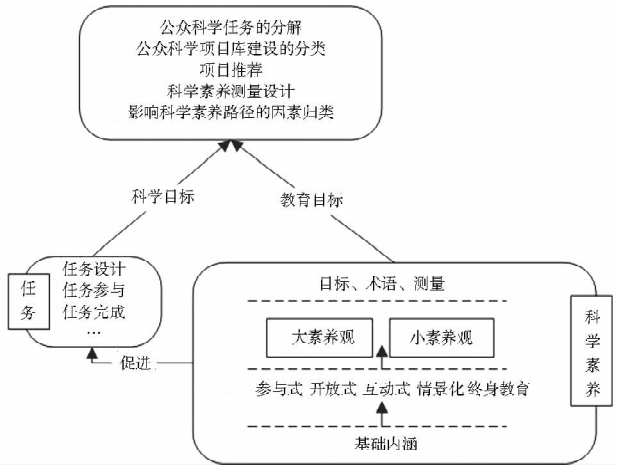 公众科学任务的分解
公众科学项目库建设的分类
项目推荐
科学素养测量设计
影响科学素养路径的因素归类
科学目标
教育目标
任务
任务设计
任务参与
任务完成
…
促进
目标、术语、测量
大素养观
小素养观
科学素养
参与式 开放式 互动式 情景化 终身教育
基础内涵